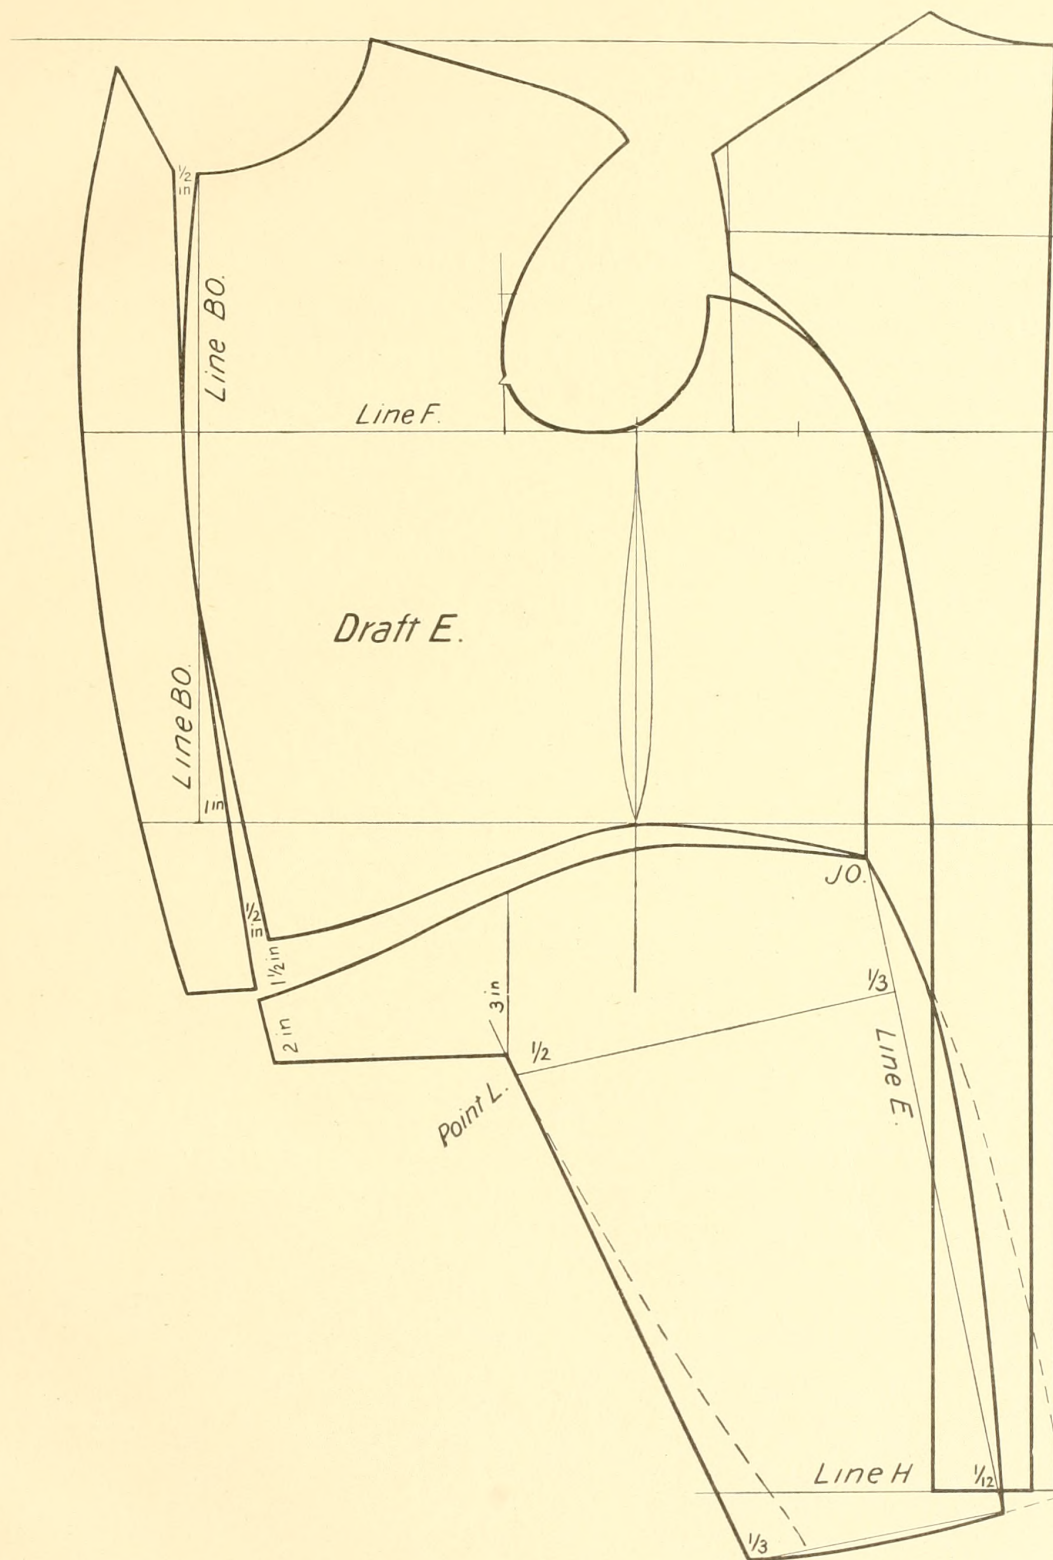 ½
in
Line BO.
Line F.
Draft E.
Line BO.
1 in
½
in
1½ in
2 in
3 in
JO.
⅓
½
Point L.
Line E.
Line H
1/12
⅓